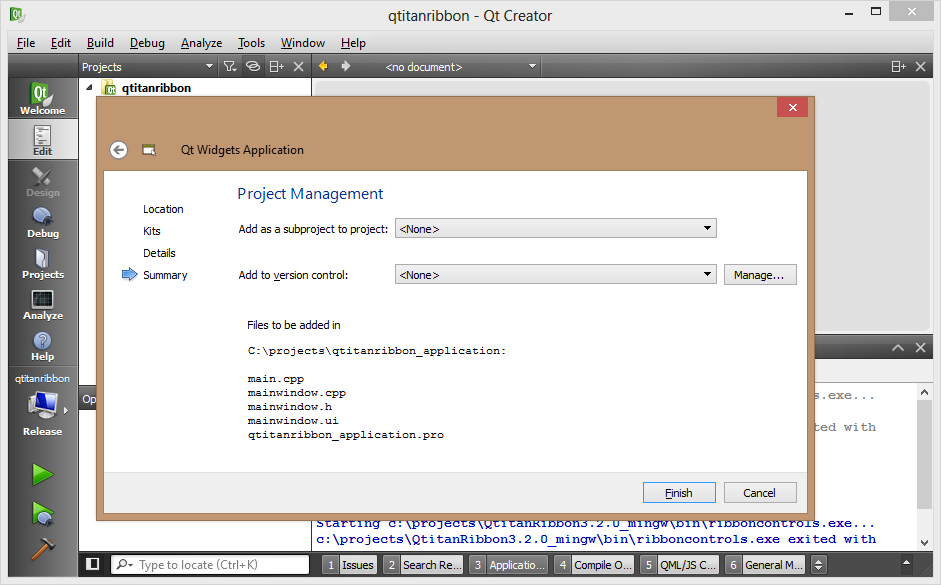 qtitanribbon - Qt Creator
File Edit Build Debug Analyze Tools Window Help
Projects <no document>
qtitanribbon
Welcome
Edit
Design
Debug
Projects
Analyze
Help
qtitanribbon
Release
Qt Widgets Application
Location
Kits
Details
Summary
Project Management
Add as a subproject to project: <None>
Add to version control: <None> Manage...
Files to be added in
C:\projects\qtitanribbon_application:
main.cpp
mainwindow.cpp
mainwindow.h
mainwindow.ui
qtitanribbon_application.pro
Finish Cancel
Op
s.exe...
ted with
Starting c:\projects\QtitanRibbon3.2.0_mingw\bin\ribboncontrols.exe...
c:\projects\QtitanRibbon3.2.0_mingw\bin\ribboncontrols.exe exited with
Type to locate (Ctrl+K) 1 Issues 2 Search Re... 3 Applicatio... 4 Compile O... 5 QML/JS C... 6 General M...